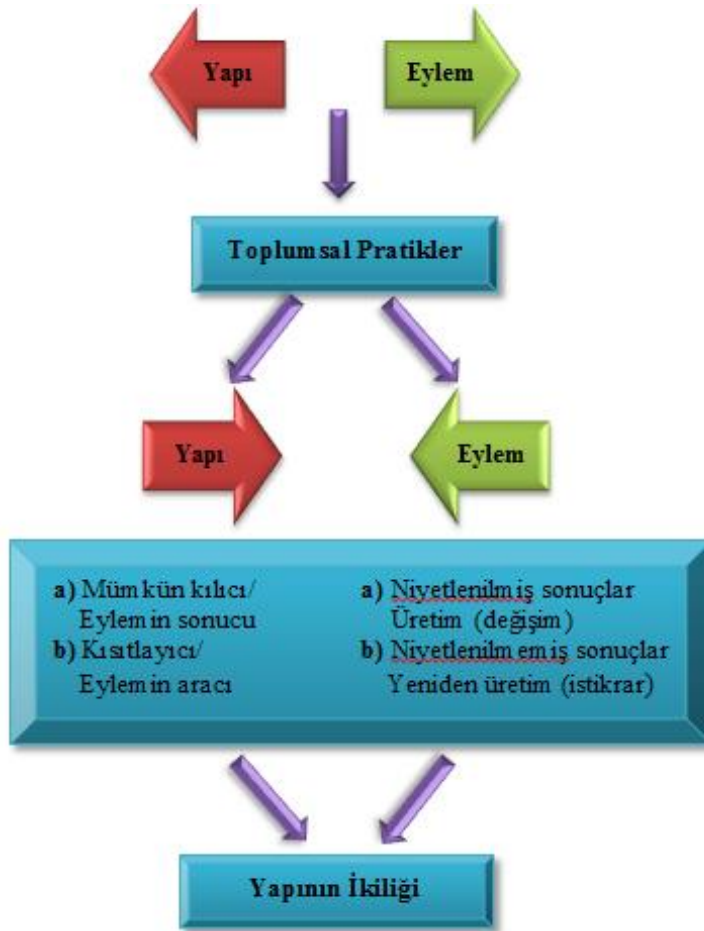 Yapı
Eylem
Toplumsal Pratikler
Yapı
Eylem
a) Mümkün kılıcı/
Eylemin sonucu
b) Kısıtlayıcı/
Eylemin aracı
a) Niyetlenilmiş sonuçlar
Üretim (değişim)
b) Niyetlenilmemiş sonuçlar
Yeniden üretim (istikrar)
Yapının İkiliği